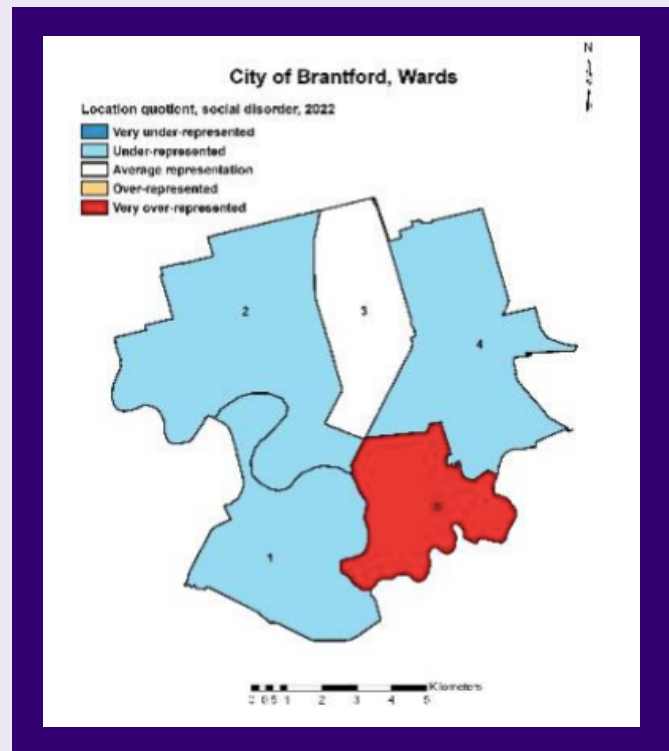 N
City of Brantford, Wards
Location quotient, social disorder, 2022
Very under-represented
Under-represented
Average representation
Over-represented
Very over-represented
2
3
4
1
0 0.5 1 2 3 4 5 Kilometers